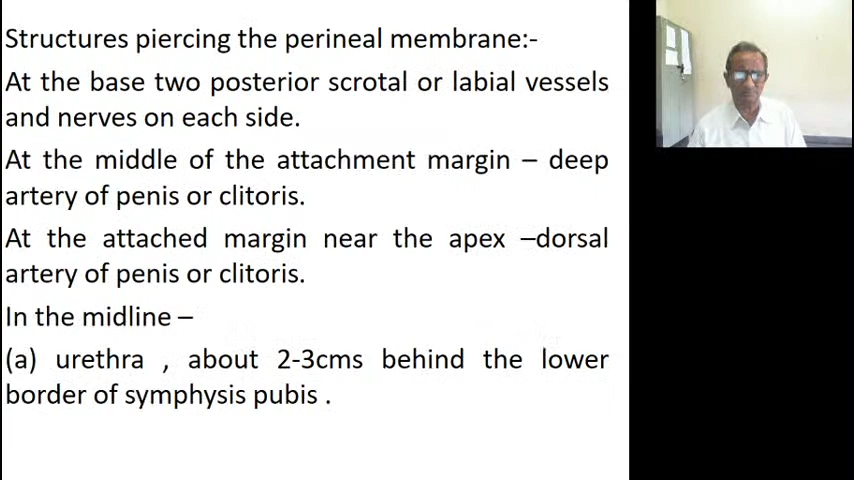 Structures piercing the perineal membrane:-
At the base two posterior scrotal or labial vessels
and nerves on each side.
At the middle of the attachment margin – deep
artery of penis or clitoris.
At the attached margin near the apex –dorsal
artery of penis or clitoris.
In the midline –
(a) urethra , about 2-3cms behind the lower
border of symphysis pubis .